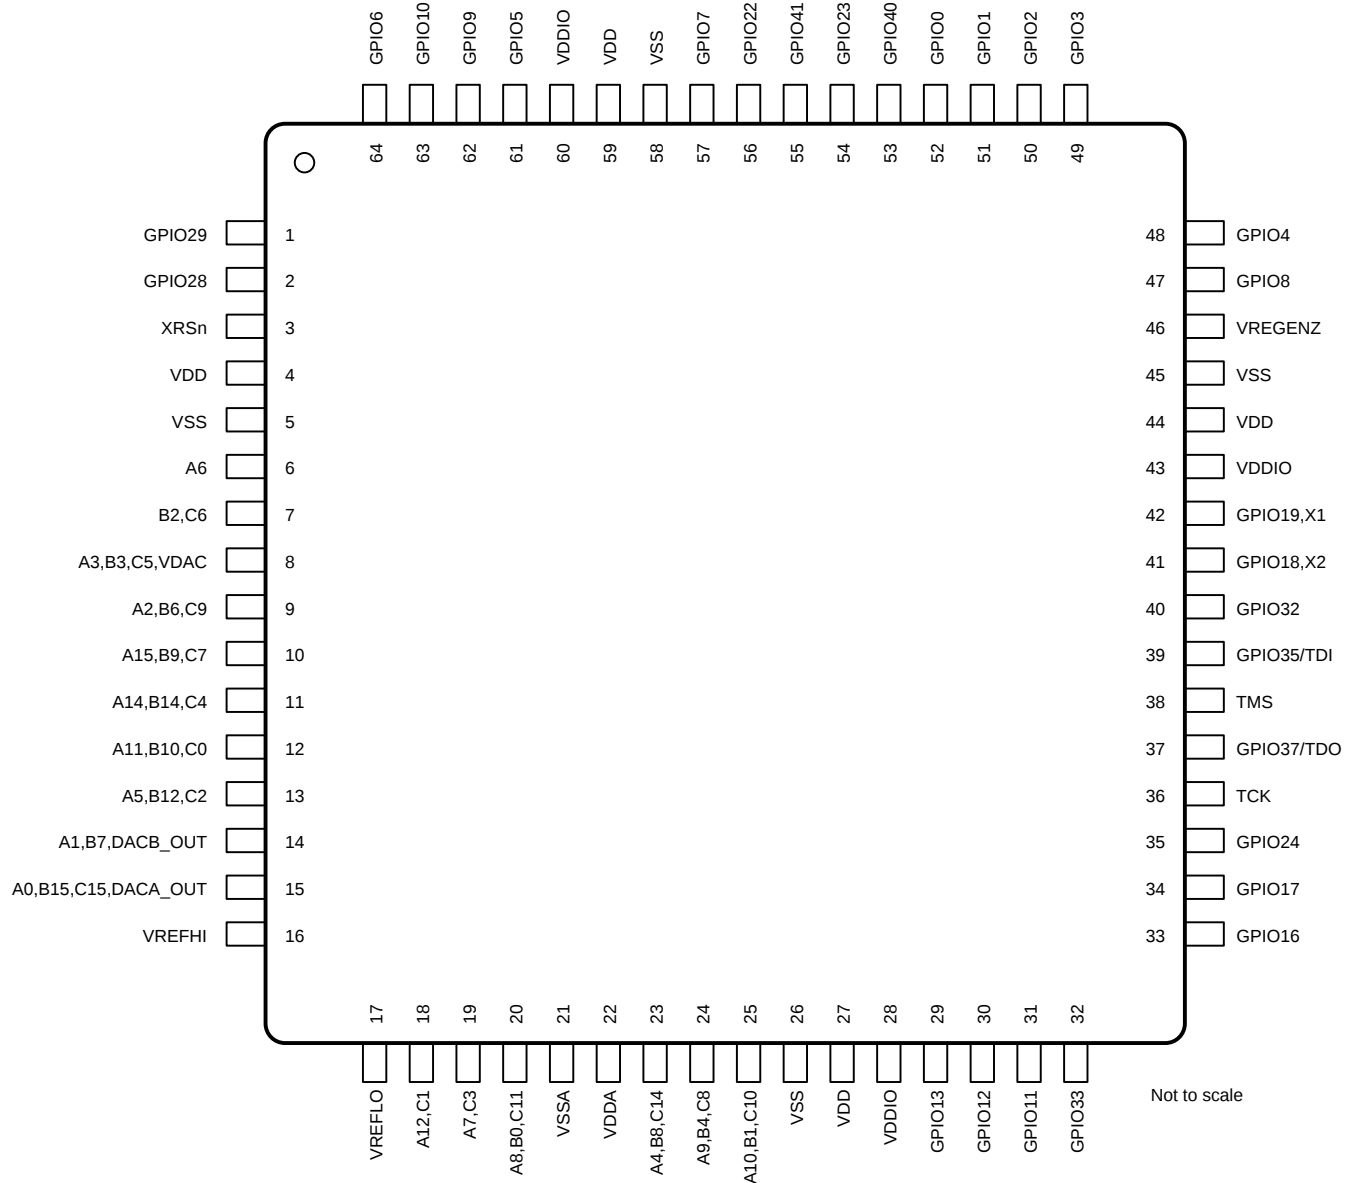 GPIO6
GPIO10
GPIO9
GPIO5
VDDIO
VDD
VSS
GPIO7
GPIO22
GPIO41
GPIO23
GPIO40
GPIO0
GPIO1
GPIO2
GPIO3
64
63
62
61
60
59
58
57
56
55
54
53
52
51
50
49
GPIO29 1
GPIO28 2
XRSn 3
VDD 4
VSS 5
A6 6
B2,C6 7
A3,B3,C5,VDAC 8
A2,B6,C9 9
A15,B9,C7 10
A14,B14,C4 11
A11,B10,C0 12
A5,B12,C2 13
A1,B7,DACB_OUT 14
A0,B15,C15,DACA_OUT 15
VREFHI 16
48 GPIO4
47 GPIO8
46 VREGENZ
45 VSS
44 VDD
43 VDDIO
42 GPIO19,X1
41 GPIO18,X2
40 GPIO32
39 GPIO35/TDI
38 TMS
37 GPIO37/TDO
36 TCK
35 GPIO24
34 GPIO17
33 GPIO16
17
18
19
20
21
22
23
24
25
26
27
28
29
30
31
32
VREFLO
A12,C1
A7,C3
A8,B0,C11
VSSA
VDDA
A4,B8,C14
A9,B4,C8
A10,B1,C10
VSS
VDD
VDDIO
GPIO13
GPIO12
GPIO11
GPIO33
Not to scale